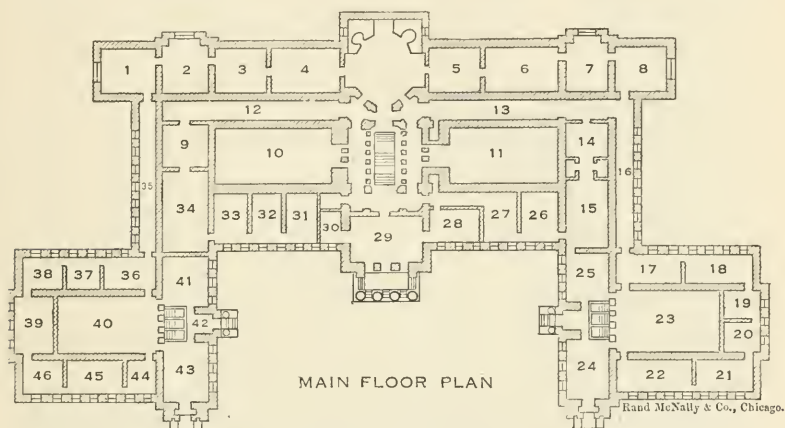 1 2 3 4 5 6 7 8
12 13
9 10 11 14
35 16
34 33 32 31 30 29 28 27 26 15
38 37 36 41 25 17 18
39 40 42 23 19
20
46 45 44 43 24 22 21
MAIN FLOOR PLAN
Rand McNally & Co., Chicago.